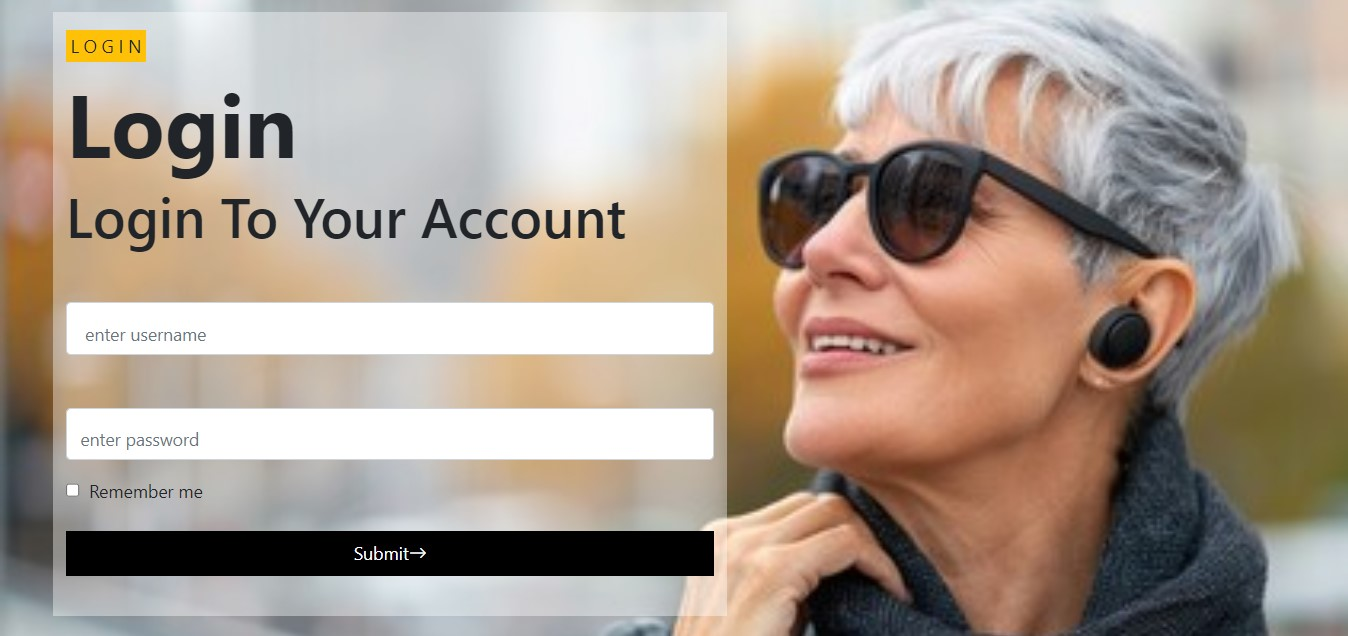 LOGIN
Login
Login To Your Account
enter username
enter password
Remember me
Submit→